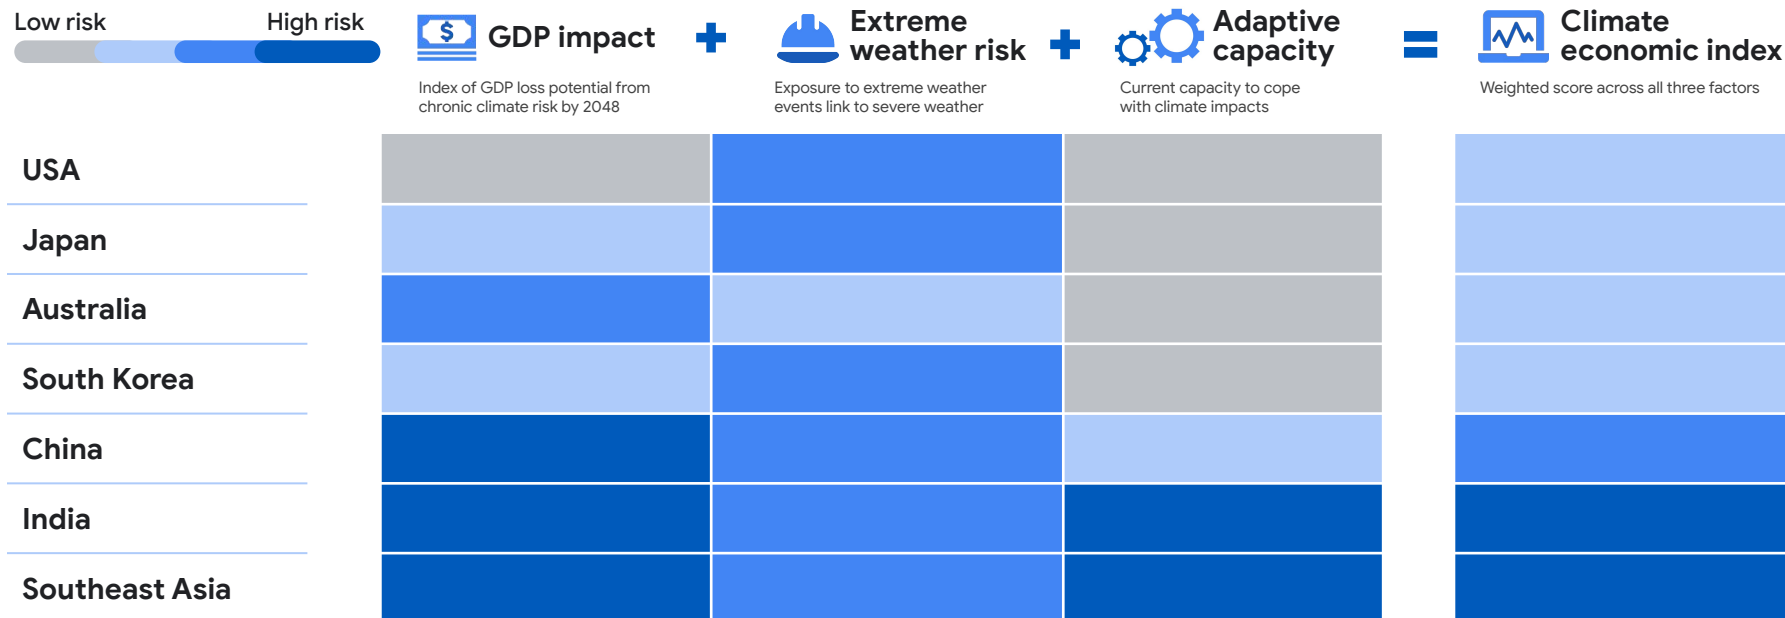 Low risk
High risk
$
GDP impact
Index of GDP loss potential from
chronic climate risk by 2048
+
Extreme
weather risk
Exposure to extreme weather
events link to severe weather
+
Adaptive
capacity
Current capacity to cope
with climate impacts
=
Climate
economic index
Weighted score across all three factors
USA
Japan
Australia
South Korea
China
India
Southeast Asia